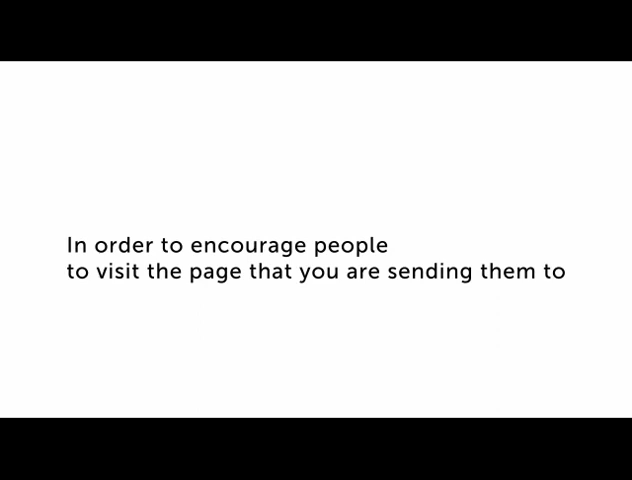 In order to encourage people
to visit the page that you are sending them to